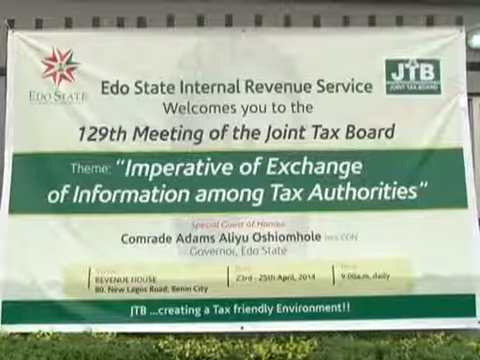 EDO STATE
JTB
JOINT TAX BOARD
Edo State Internal Revenue Service
Welcomes you to the
129th Meeting of the Joint Tax Board
Theme: "Imperative of Exchange
of Information among Tax Authorities"
Special Guest of Honour
Comrade Adams Aliyu Oshiomhole CON
Governor, Edo State
REVENUE HOUSE
80, New Lagos Road, Benin City
23rd - 25th April, 2014
9:00a.m. daily
JTB ...creating a Tax friendly Environment!!